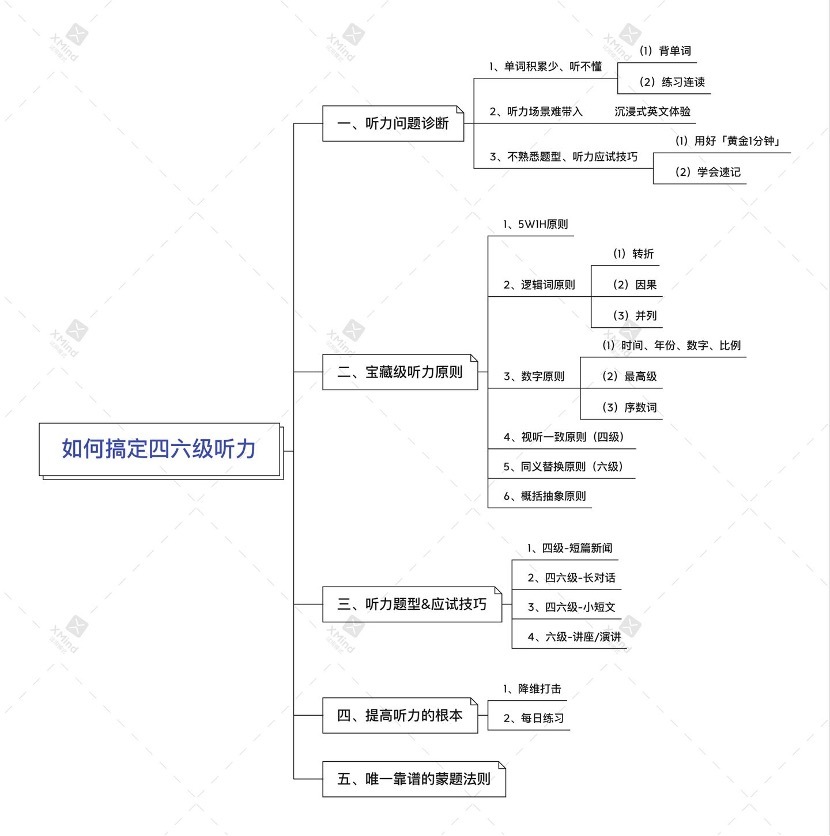 如何搞定四六级听力
一、听力问题诊断
1、单词积累少、听不懂
（1）背单词
（2）练习连读
2、听力场景难带入
沉浸式英文体验
3、不熟悉题型、听力应试技巧
（1）用好「黄金1分钟」
（2）学会速记
二、宝藏级听力原则
1、5W1H原则
2、逻辑词原则
（1）转折
（2）因果
（3）并列
3、数字原则
（1）时间、年份、数字、比例
（2）最高级
（3）序数词
4、视听一致原则（四级）
5、同义替换原则（六级）
6、概括抽象原则
三、听力题型&应试技巧
1、四级-短篇新闻
2、四六级-长对话
3、四六级-小短文
4、六级-讲座/演讲
四、提高听力的根本
1、降维打击
2、每日练习
五、唯一靠谱的蒙题法则
XMind
XMind
XMind
XMind
XMind
XMind
XMind
XMind
XMind